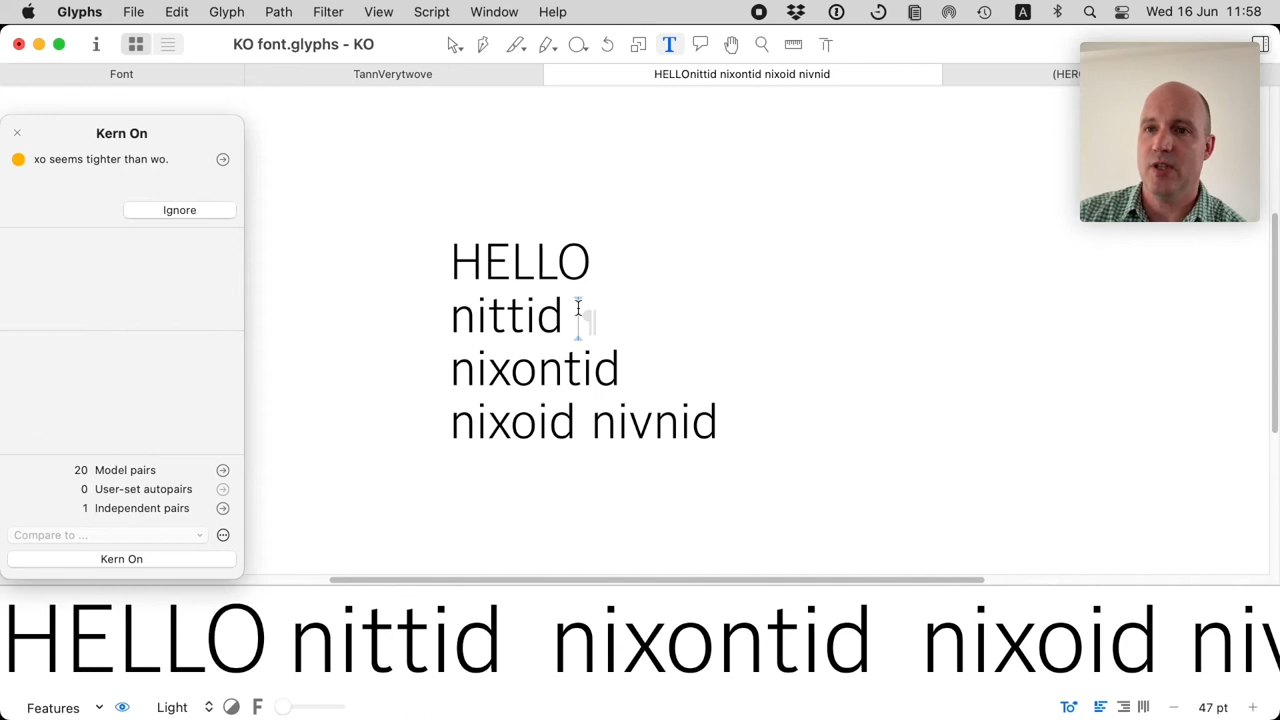 Glyphs File Edit Glyph Path Filter View Script Window Help A Wed 16 Jun 11:58
KO font.glyphs - KO
Font TannVerytwove HELLOnittid nixontid nixoid nivnid (HER
Kern On
xo seems tighter than wo.
Ignore
HELLO
nittid ¶
nixontid
nixoid nivnid
20 Model pairs
0 User-set autopairs
1 Independent pairs
Compare to ...
Kern On
HELLO nittid nixontid nixoid niv
Features Light F 47 pt